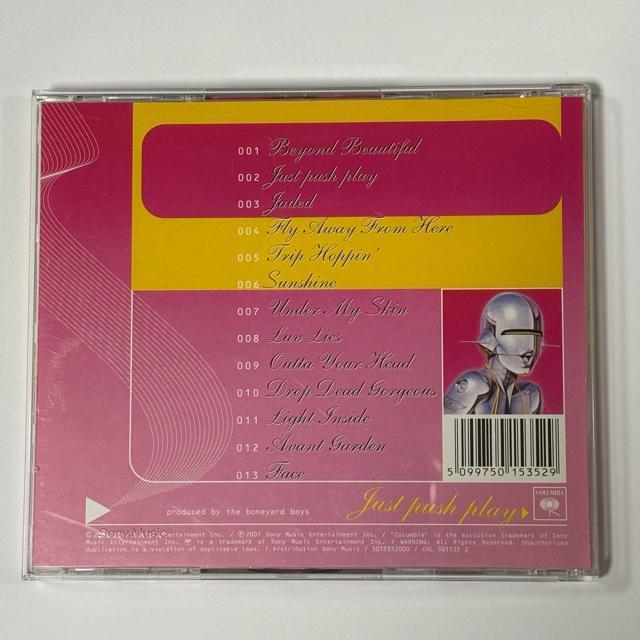 001 Beyond Beautiful
002 Just push play
003 Jaded
004 Fly Away From Here
005 Trip Hoppin'
006 Sunshine
007 Under My Skin
008 Luv Lies
009 Outta Your Head
010 Drop Dead Gorgeous
011 Light Inside
012 Avant Garden
013 Face
5 099750 153529
produced by the boneyard boys
Just push play
COLUMBIA
Sony Music Entertainment Inc. / ℗ 2001 Sony Music Entertainment Inc. / "Columbia" is the exclusive trademark of Sony
Music Entertainment Inc. is a trademark of Sony Music Entertainment Inc. / WARNING: All Rights Reserved. Unauthorized
duplication is a violation of applicable laws. / Distribution Sony Music / 5015352000 / COL 501535 2